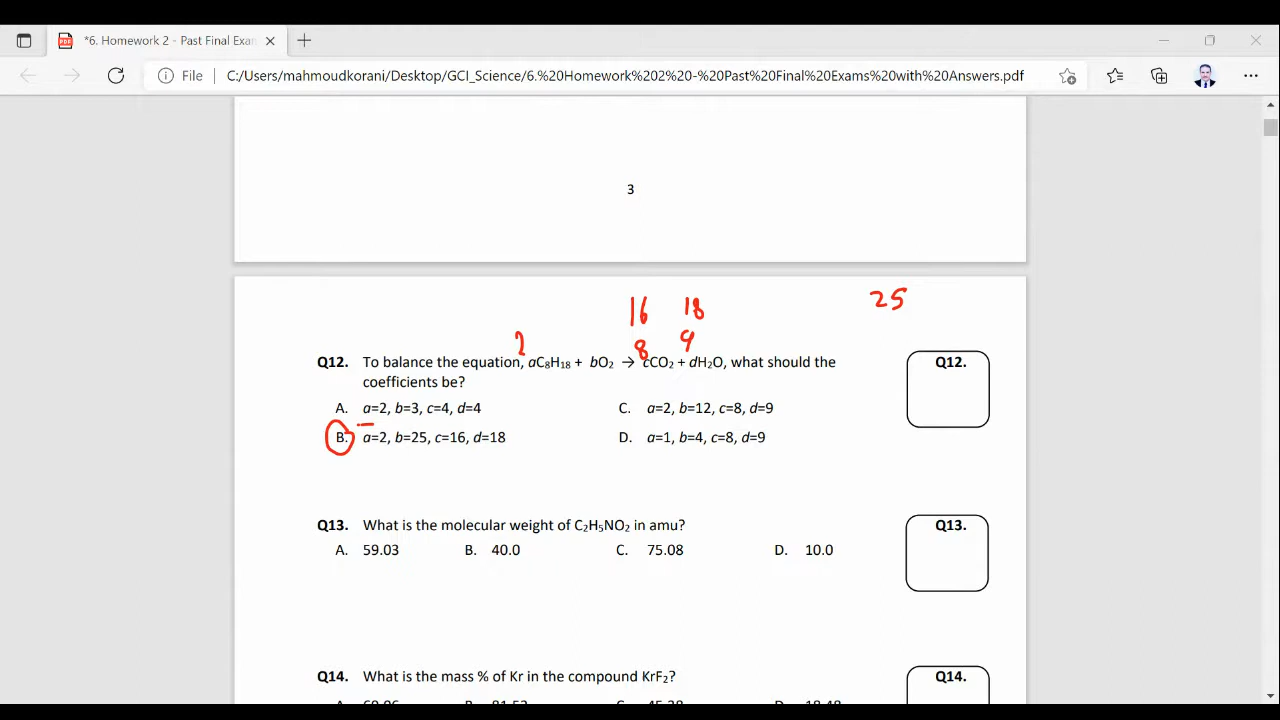 *6. Homework 2 - Past Final Exa
File C:/Users/mahmoudkorani/Desktop/GCI_Science/6.%20Homework%202%20-%20Past%20Final%20Exams%20with%20Answers.pdf
3
25
16 18
2 8 9
Q12. To balance the equation, aC₈H₁₈ + bO₂ → cCO₂ + dH₂O, what should the
coefficients be?
Q12.
A. a=2, b=3, c=4, d=4 C. a=2, b=12, c=8, d=9
B. a=2, b=25, c=16, d=18 D. a=1, b=4, c=8, d=9
Q13. What is the molecular weight of C₂H₅NO₂ in amu?
Q13.
A. 59.03 B. 40.0 C. 75.08 D. 10.0
Q14. What is the mass % of Kr in the compound KrF₂?
Q14.